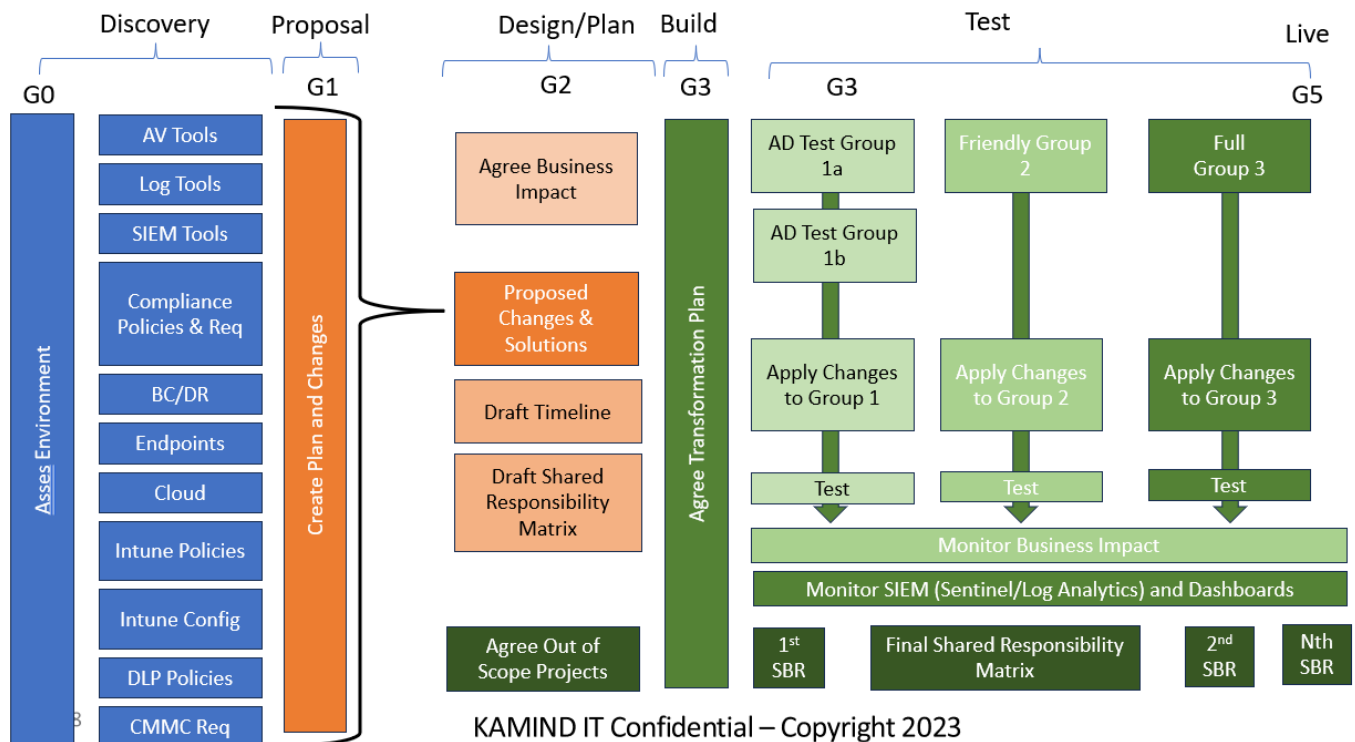 Discovery
Proposal
Design/Plan
Build
Test
Live
G0
G1
G2
G3
G3
G5
Asses Environment
AV Tools
Log Tools
SIEM Tools
Compliance
Policies & Req
BC/DR
Endpoints
Cloud
Intune Policies
Intune Config
DLP Policies
CMMC Req
Create Plan and Changes
Agree Business
Impact
Proposed
Changes &
Solutions
Draft Timeline
Draft Shared
Responsibility
Matrix
Agree Out of
Scope Projects
Agree Transformation Plan
AD Test Group
1a
AD Test Group
1b
Apply Changes
to Group 1
Test
Friendly Group
2
Apply Changes
to Group 2
Test
Full
Group 3
Apply Changes
to Group 3
Test
Monitor Business Impact
Monitor SIEM (Sentinel/Log Analytics) and Dashboards
1st
SBR
Final Shared Responsibility
Matrix
2nd
SBR
Nth
SBR
8
KAMIND IT Confidential – Copyright 2023